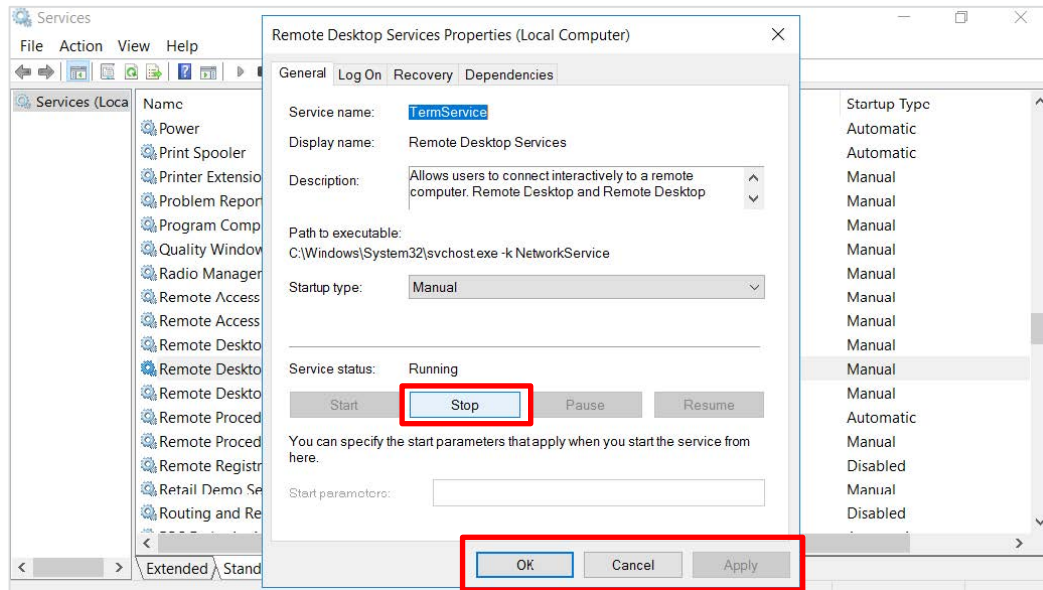 Services
File Action View Help
Services (Loca
Name
Power
Print Spooler
Printer Extensio
Problem Repor
Program Comp
Quality Window
Radio Manager
Remote Access
Remote Access
Remote Deskto
Remote Deskto
Remote Deskto
Remote Proced
Remote Proced
Remote Registr
Retail Demo Se
Routing and Re
Extended Stand
Remote Desktop Services Properties (Local Computer)
General Log On Recovery Dependencies
Service name: TermService
Display name: Remote Desktop Services
Description: Allows users to connect interactively to a remote
computer. Remote Desktop and Remote Desktop
Path to executable:
C:\Windows\System32\svchost.exe -k NetworkService
Startup type: Manual
Service status: Running
Start Stop Pause Resume
You can specify the start parameters that apply when you start the service from
here.
Start parameters:
OK Cancel Apply
Startup Type
Automatic
Automatic
Manual
Manual
Manual
Manual
Manual
Manual
Manual
Manual
Manual
Manual
Automatic
Manual
Disabled
Manual
Disabled